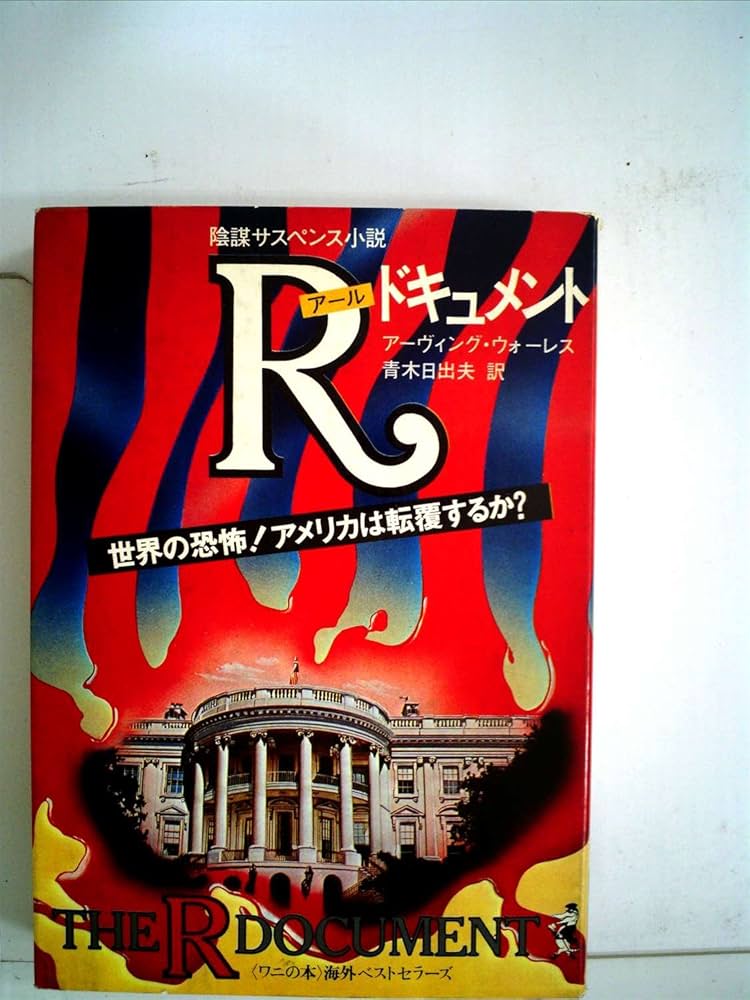 陰謀サスペンス小説
Rドキュメント
アール
アーヴィング・ウォーレス
青木日出夫 訳
世界の恐怖!アメリカは転覆するか?
THE R DOCUMENT
〈ワニの本〉海外ベストセラーズ